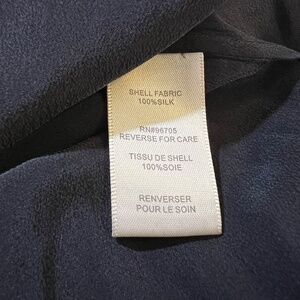 SHELL FABRIC
100%SILK
RN#96705
REVERSE FOR CARE
TISSU DE SHELL
100%SOIE
RENVERSER
POUR LE SOIN